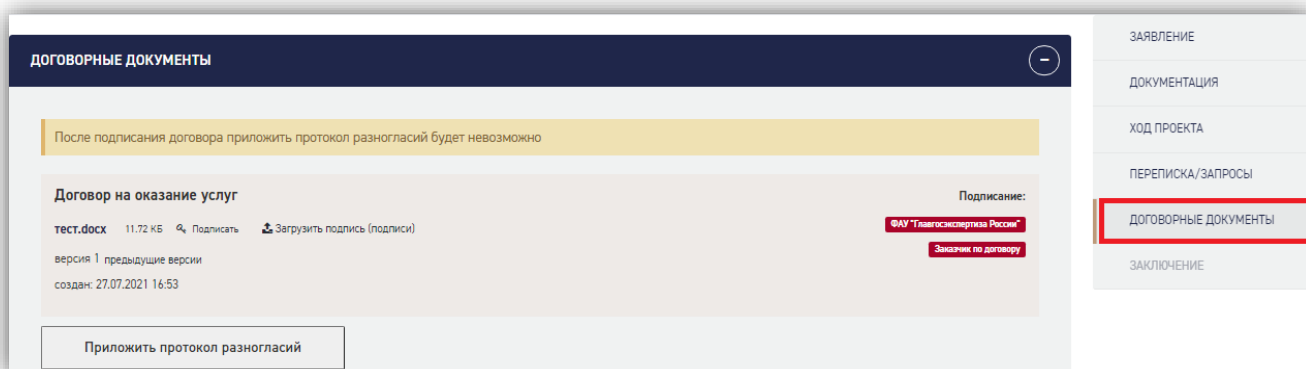 ДОГОВОРНЫЕ ДОКУМЕНТЫ
После подписания договора приложить протокол разногласий будет невозможно
Договор на оказание услуг
Подписание:
тест.docx 11.72 КБ Подписать Загрузить подпись (подписи)
ФАУ "Главгосэкспертиза России"
Заказчик по договору
версия 1 предыдущие версии
создан: 27.07.2021 16:53
Приложить протокол разногласий
ЗАЯВЛЕНИЕ
ДОКУМЕНТАЦИЯ
ХОД ПРОЕКТА
ПЕРЕПИСКА/ЗАПРОСЫ
ДОГОВОРНЫЕ ДОКУМЕНТЫ
ЗАКЛЮЧЕНИЕ